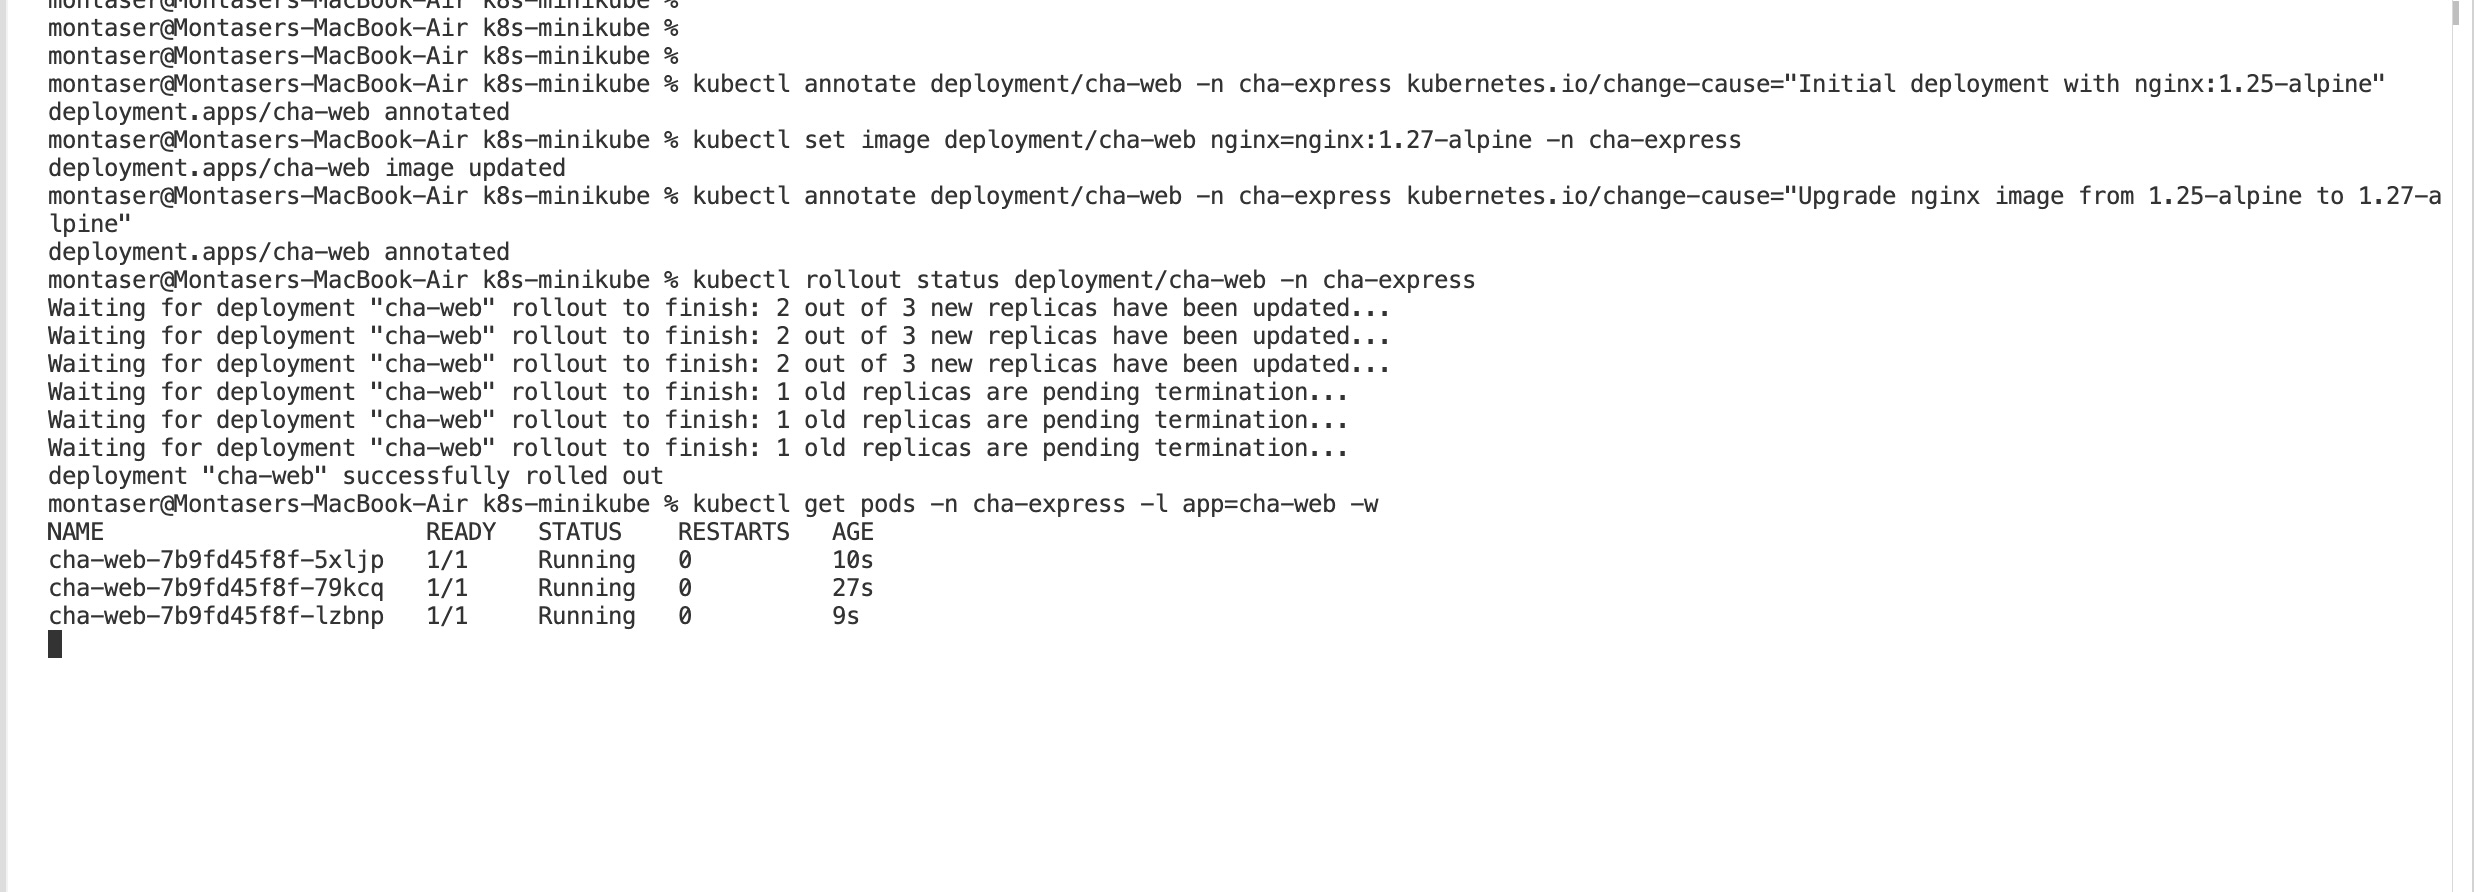 montaser@Montasers-MacBook-Air k8s-minikube %
montaser@Montasers-MacBook-Air k8s-minikube %
montaser@Montasers-MacBook-Air k8s-minikube %
montaser@Montasers-MacBook-Air k8s-minikube % kubectl annotate deployment/cha-web -n cha-express kubernetes.io/change-cause="Initial deployment with nginx:1.25-alpine"
deployment.apps/cha-web annotated
montaser@Montasers-MacBook-Air k8s-minikube % kubectl set image deployment/cha-web nginx=nginx:1.27-alpine -n cha-express
deployment.apps/cha-web image updated
montaser@Montasers-MacBook-Air k8s-minikube % kubectl annotate deployment/cha-web -n cha-express kubernetes.io/change-cause="Upgrade nginx image from 1.25-alpine to 1.27-a
lpine"
deployment.apps/cha-web annotated
montaser@Montasers-MacBook-Air k8s-minikube % kubectl rollout status deployment/cha-web -n cha-express
Waiting for deployment "cha-web" rollout to finish: 2 out of 3 new replicas have been updated...
Waiting for deployment "cha-web" rollout to finish: 2 out of 3 new replicas have been updated...
Waiting for deployment "cha-web" rollout to finish: 2 out of 3 new replicas have been updated...
Waiting for deployment "cha-web" rollout to finish: 1 old replicas are pending termination...
Waiting for deployment "cha-web" rollout to finish: 1 old replicas are pending termination...
Waiting for deployment "cha-web" rollout to finish: 1 old replicas are pending termination...
deployment "cha-web" successfully rolled out
montaser@Montasers-MacBook-Air k8s-minikube % kubectl get pods -n cha-express -l app=cha-web -w
NAME READY STATUS RESTARTS AGE
cha-web-7b9fd45f8f-5xljp 1/1 Running 0 10s
cha-web-7b9fd45f8f-79kcq 1/1 Running 0 27s
cha-web-7b9fd45f8f-lzbnp 1/1 Running 0 9s